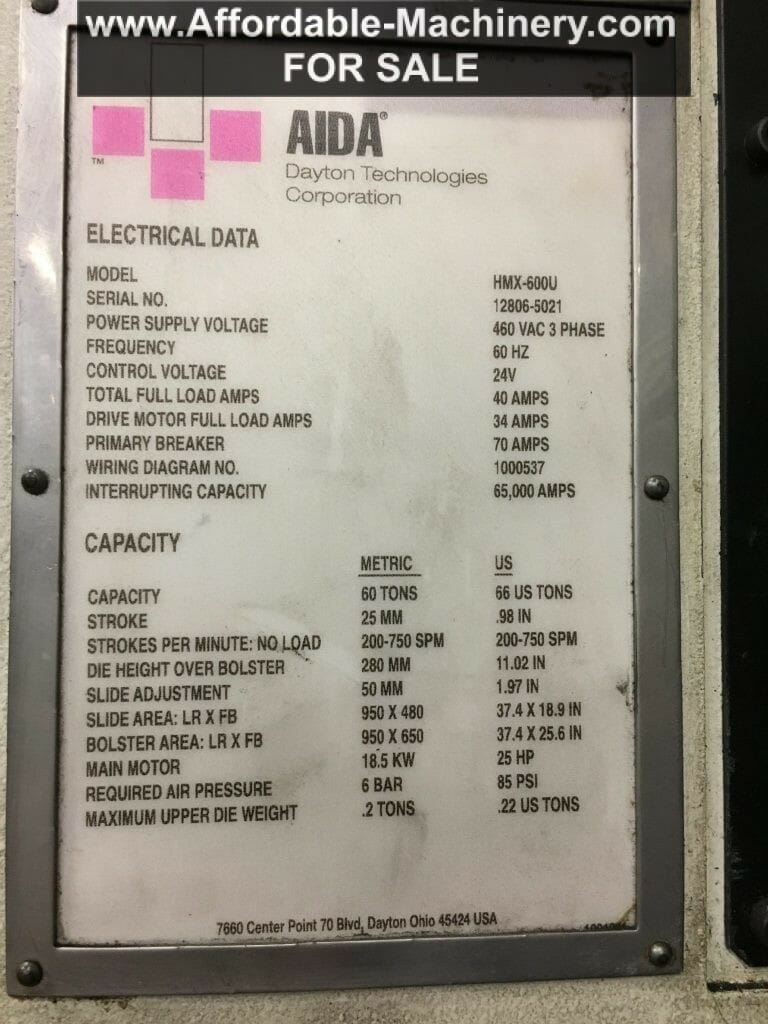 www.Affordable-Machinery.com
FOR SALE
AIDA®
Dayton Technologies
Corporation
™
ELECTRICAL DATA
MODEL HMX-600U
SERIAL NO. 12806-5021
POWER SUPPLY VOLTAGE 460 VAC 3 PHASE
FREQUENCY 60 HZ
CONTROL VOLTAGE 24V
TOTAL FULL LOAD AMPS 40 AMPS
DRIVE MOTOR FULL LOAD AMPS 34 AMPS
PRIMARY BREAKER 70 AMPS
WIRING DIAGRAM NO. 1000537
INTERRUPTING CAPACITY 65,000 AMPS
CAPACITY
METRIC US
CAPACITY 60 TONS 66 US TONS
STROKE 25 MM .98 IN
STROKES PER MINUTE: NO LOAD 200-750 SPM 200-750 SPM
DIE HEIGHT OVER BOLSTER 280 MM 11.02 IN
SLIDE ADJUSTMENT 50 MM 1.97 IN
SLIDE AREA: LR X FB 950 X 480 37.4 X 18.9 IN
BOLSTER AREA: LR X FB 950 X 650 37.4 X 25.6 IN
MAIN MOTOR 18.5 KW 25 HP
REQUIRED AIR PRESSURE 6 BAR 85 PSI
MAXIMUM UPPER DIE WEIGHT .2 TONS .22 US TONS
7660 Center Point 70 Blvd, Dayton Ohio 45424 USA